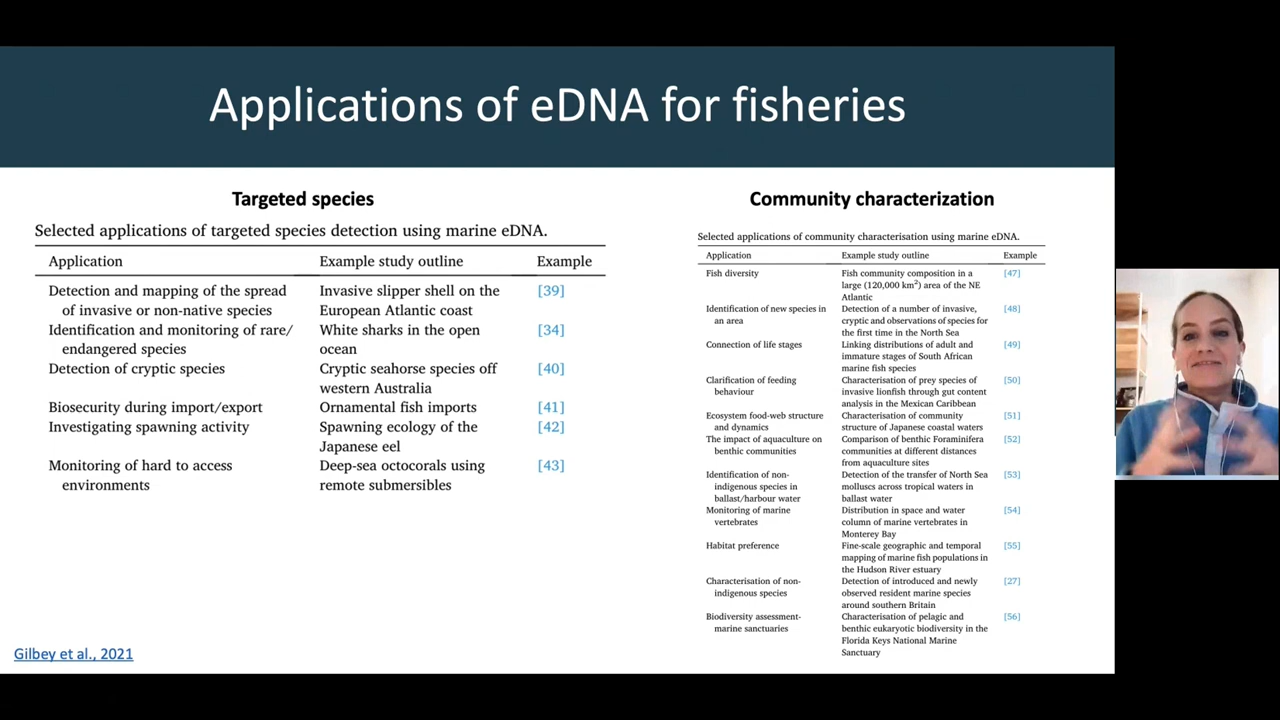 Applications of eDNA for fisheries
Targeted species
Selected applications of targeted species detection using marine eDNA.
Application Example study outline Example
Detection and mapping of the spread Invasive slipper shell on the [39]
of invasive or non-native species European Atlantic coast
Identification and monitoring of rare/ White sharks in the open [34]
endangered species ocean
Detection of cryptic species Cryptic seahorse species off [40]
western Australia
Biosecurity during import/export Ornamental fish imports [41]
Investigating spawning activity Spawning ecology of the [42]
Japanese eel
Monitoring of hard to access Deep-sea octocorals using [43]
environments remote submersibles
Gilbey et al., 2021
Community characterization
Selected applications of community characterisation using marine eDNA.
Application Example study outline Example
Fish diversity Fish community composition in a [47]
large (120,000 km²) area of the NE
Atlantic
Identification of new species in Detection of a number of invasive, [48]
an area cryptic and observations of species for
the first time in the North Sea
Connection of life stages Linking distributions of adult and [49]
immature stages of South African
marine fish species
Clarification of feeding Characterisation of prey species of [50]
behaviour invasive lionfish through gut content
analysis in the Mexican Caribbean
Ecosystem food-web structure Characterisation of community [51]
and dynamics structure of Japanese coastal waters
The impact of aquaculture on Comparison of benthic Foraminifera [52]
benthic communities communities at different distances
from aquaculture sites
Identification of non- Detection of the transfer of North Sea [53]
indigenous species in molluscs across tropical waters in
ballast/harbour water ballast water
Monitoring of marine Distribution in space and water [54]
vertebrates column of marine vertebrates in
Monterey Bay
Habitat preference Fine-scale geographic and temporal [55]
mapping of marine fish populations in
the Hudson River estuary
Characterisation of non- Detection of introduced and newly [27]
indigenous species observed resident marine species
around southern Britain
Biodiversity assessment- Characterisation of pelagic and [56]
marine sanctuaries benthic eukaryotic biodiversity in the
Florida Keys National Marine
Sanctuary